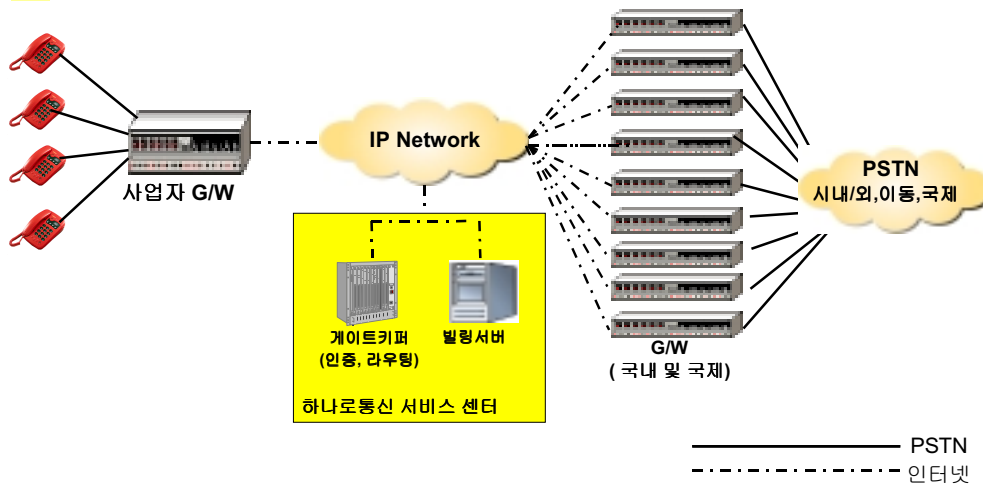 사업자 G/W
IP Network
PSTN
시내/외,이동,국제
게이트키퍼
(인증, 라우팅)
빌링서버
하나로통신 서비스 센터
G/W
( 국내 및 국제)
PSTN
인터넷